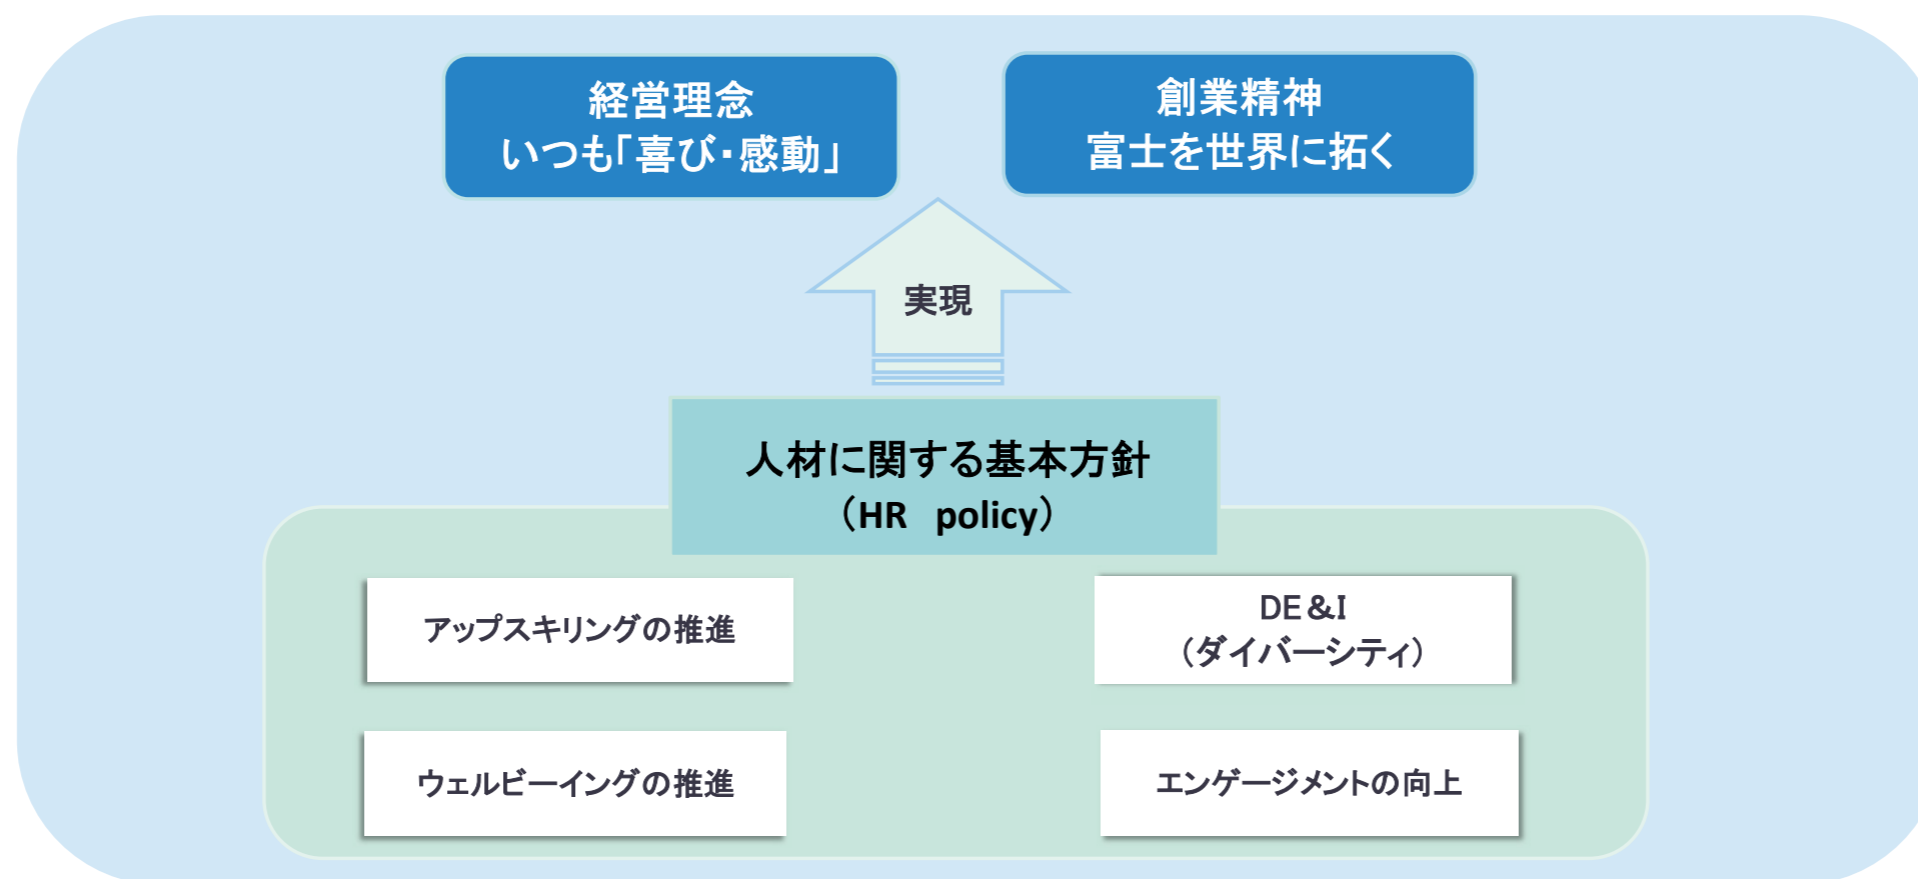 経営理念
いつも「喜び・感動」
創業精神
富士を世界に拓く
実現
人材に関する基本方針
（HR　policy）
アップスキリングの推進
DE＆I
（ダイバーシティ）
ウェルビーイングの推進
エンゲージメントの向上